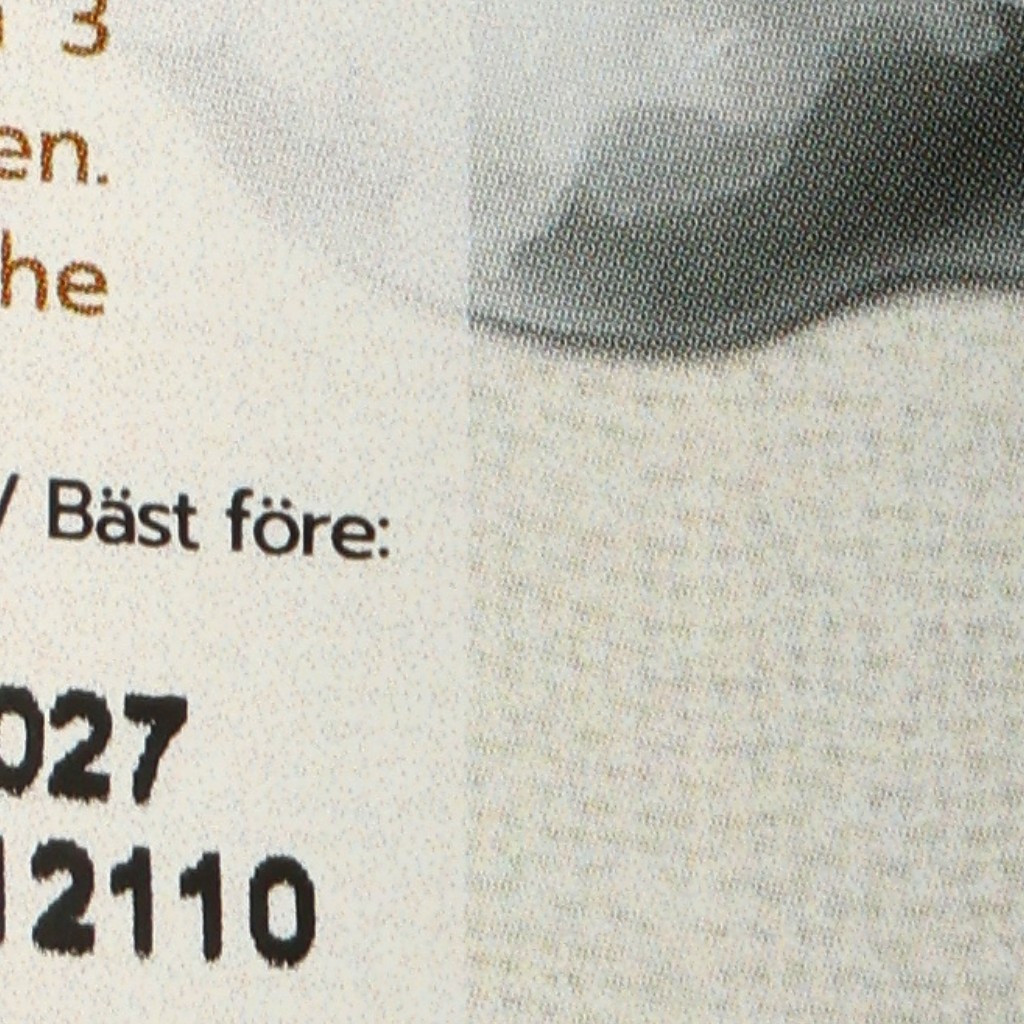 3
en.
he
/ Bäst före:
027
12110